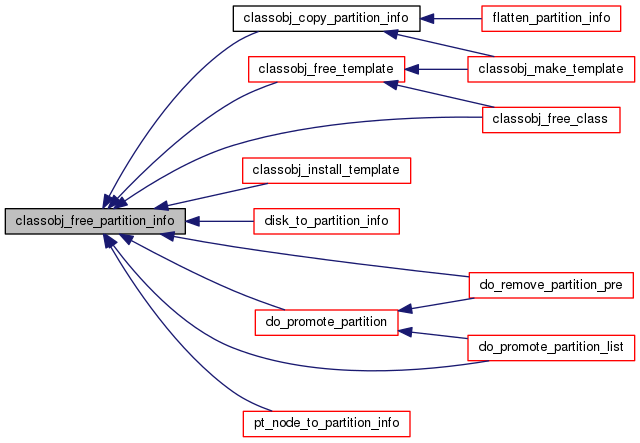 classobj_copy_partition_info
flatten_partition_info
classobj_free_template
classobj_make_template
classobj_free_class
classobj_install_template
classobj_free_partition_info
disk_to_partition_info
do_remove_partition_pre
do_promote_partition
do_promote_partition_list
pt_node_to_partition_info